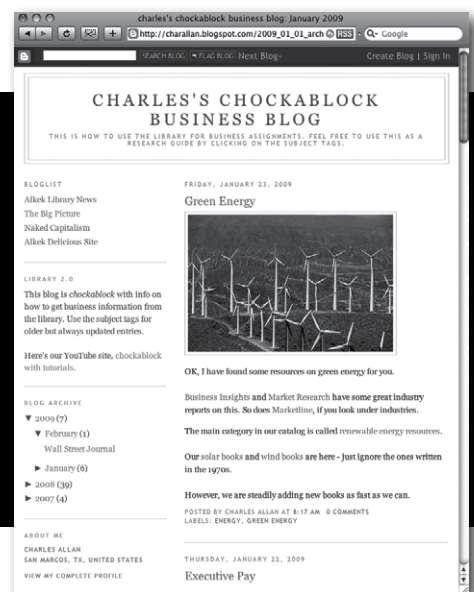 charles's chockablock business blog: January 2009
http://charallan.blogspot.com/2009_01_01_arch RSS Google
SEARCH BLOG FLAG BLOG Next Blog» Create Blog | Sign In
CHARLES'S CHOCKABLOCK
BUSINESS BLOG
THIS IS HOW TO USE THE LIBRARY FOR BUSINESS ASSIGNMENTS. FEEL FREE TO USE THIS AS A
RESEARCH GUIDE BY CLICKING ON THE SUBJECT TAGS.
BLOGLIST
Alkek Library News
The Big Picture
Naked Capitalism
Alkek Delicious Site
LIBRARY 2.0
This blog is chockablock with info on
how to get business information from
the library. Use the subject tags for
older but always updated entries.
Here's our YouTube site, chockablock
with tutorials.
BLOG ARCHIVE
▼ 2009 (7)
▼ February (1)
Wall Street Journal
► January (6)
► 2008 (39)
► 2007 (4)
ABOUT ME
CHARLES ALLAN
SAN MARCOS, TX, UNITED STATES
VIEW MY COMPLETE PROFILE
FRIDAY, JANUARY 23, 2009
Green Energy
OK, I have found some resources on green energy for you.
Business Insights and Market Research have some great industry
reports on this. So does Marketline, if you look under industries.
The main category in our catalog is called renewable energy resources.
Our solar books and wind books are here - just ignore the ones written
in the 1970s.
However, we are steadily adding new books as fast as we can.
POSTED BY CHARLES ALLAN AT 8:17 AM 0 COMMENTS
LABELS: ENERGY, GREEN ENERGY
THURSDAY, JANUARY 22, 2009
Executive Pay